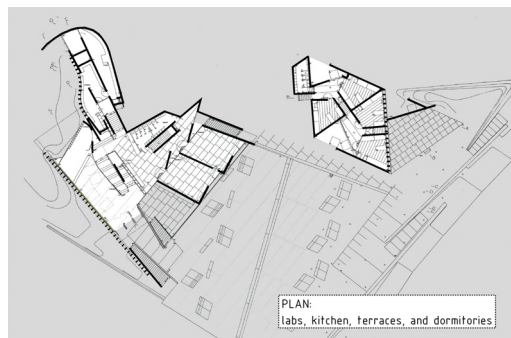 PLAN:
labs, kitchen, terraces, and dormitories